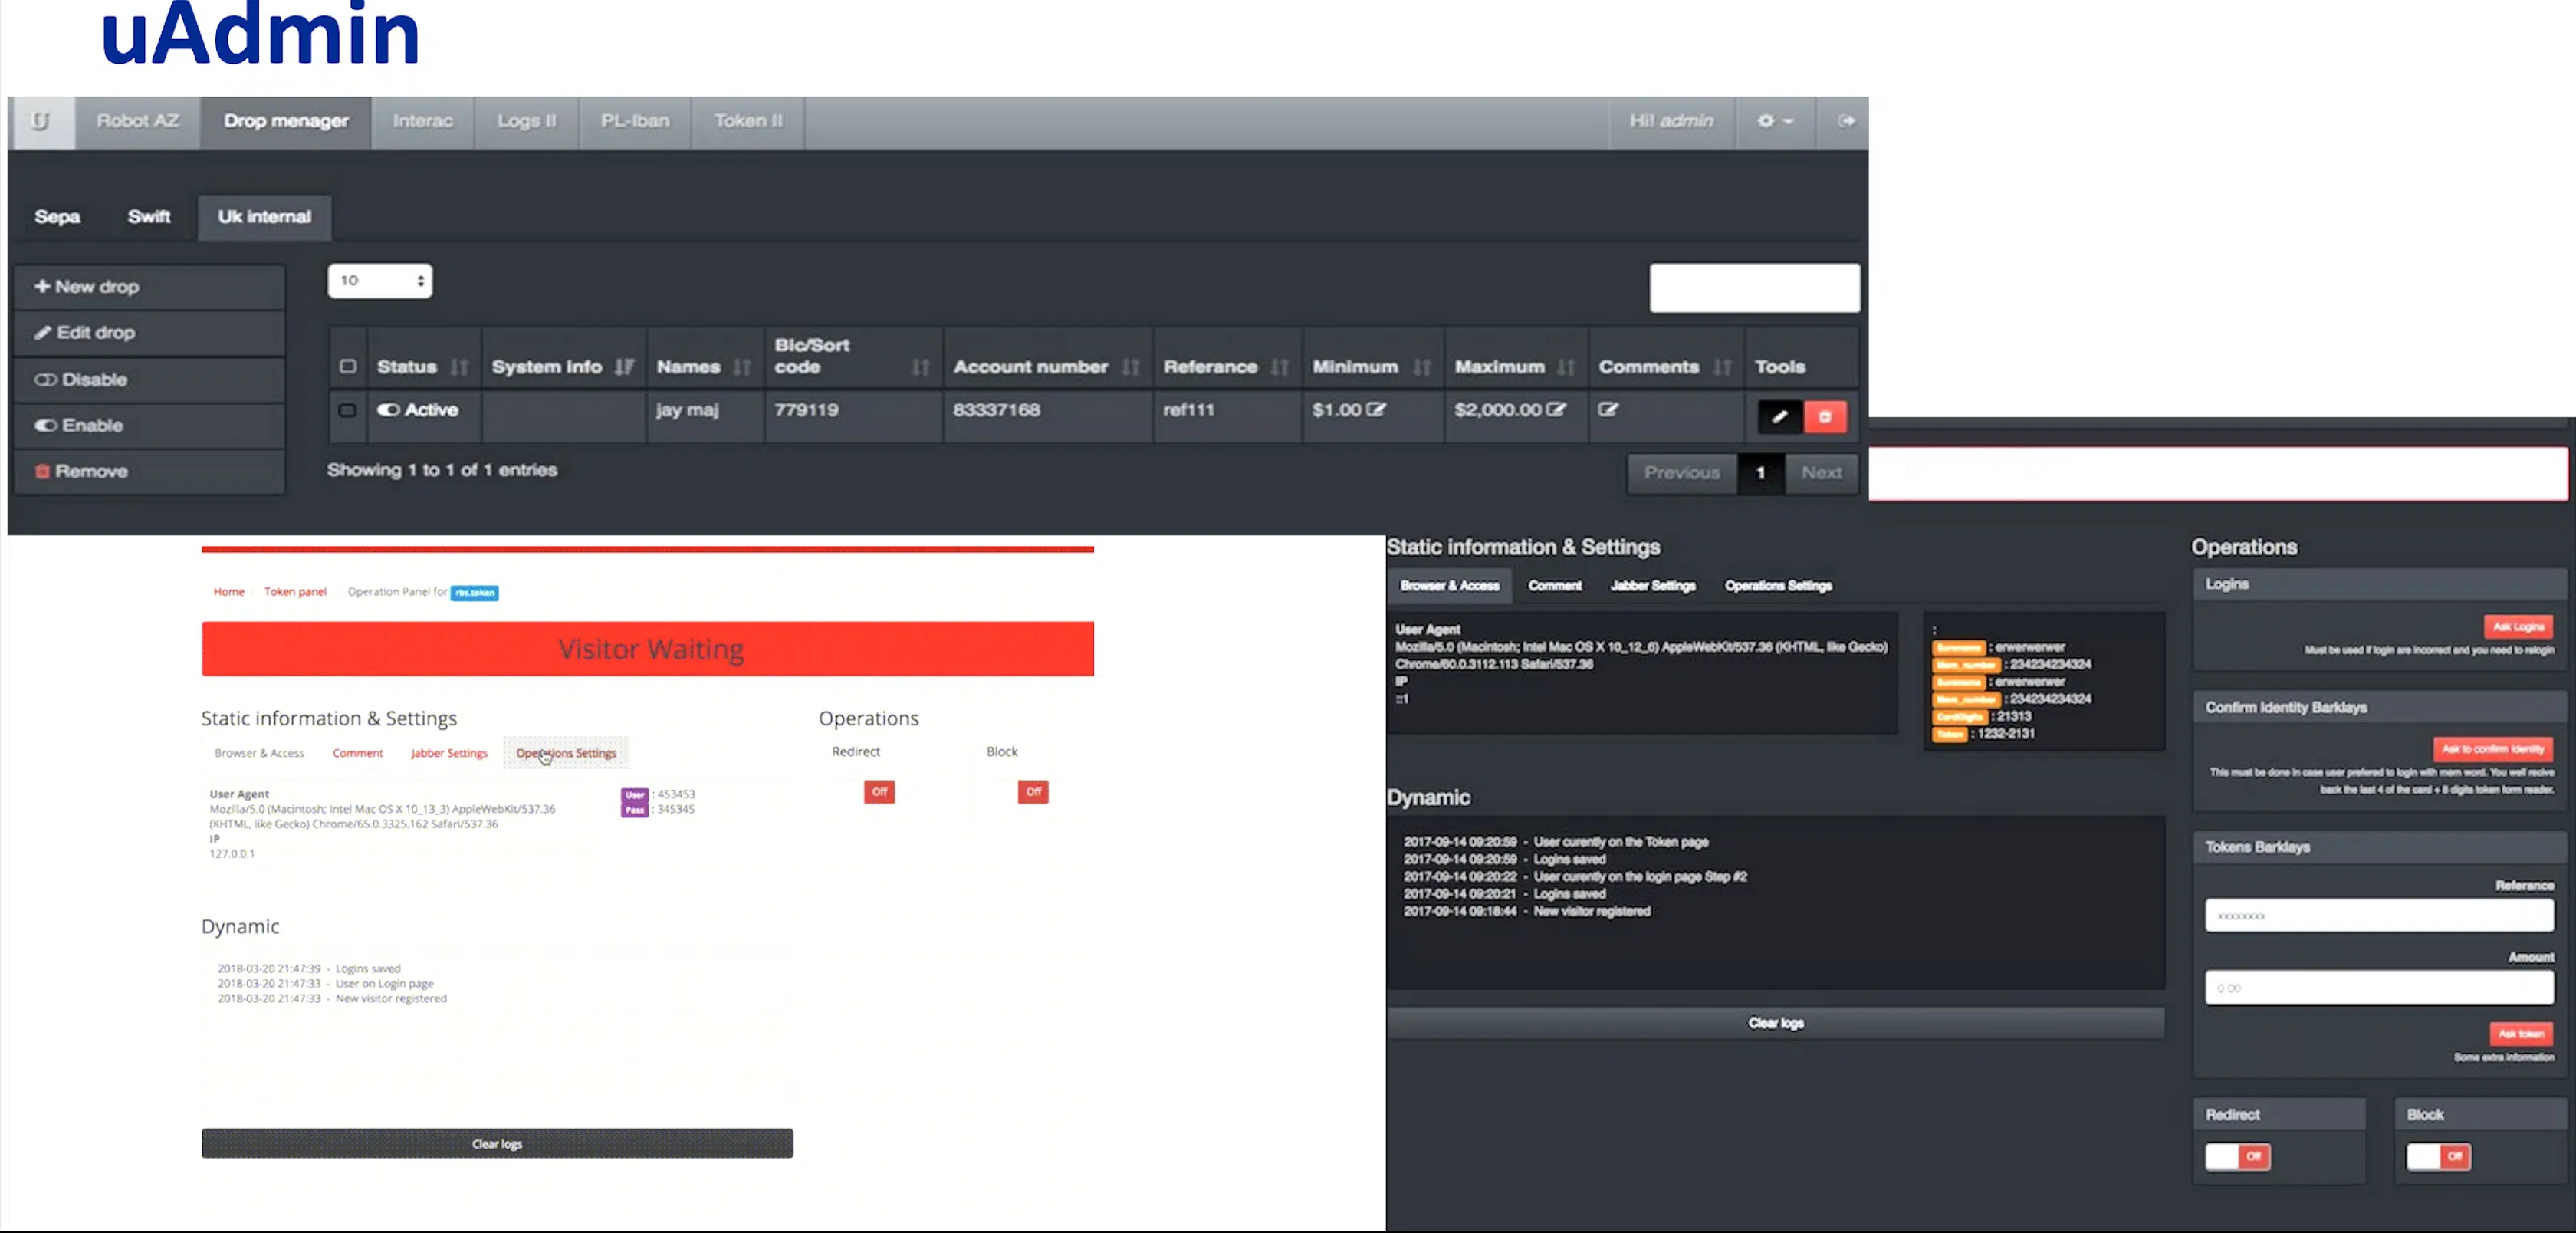 uAdmin
U Robot AZ Drop menager Interac Logs II PL-Iban Token II Hi! admin
Sepa Swift Uk internal
+ New drop
Edit drop
Disable
Enable
Remove
10
Status System info Names Bic/Sort code Account number Referance Minimum Maximum Comments Tools
Active jay maj 779119 83337168 ref111 $1.00 $2,000.00
Showing 1 to 1 of 1 entries
Previous 1 Next
Home Token panel Operation Panel for rbs.token
Visitor Waiting
Static information & Settings
Browser & Access Comment Jabber Settings Operations Settings
User Agent
Mozilla/5.0 (Macintosh; Intel Mac OS X 10_13_3) AppleWebKit/537.36
(KHTML, like Gecko) Chrome/65.0.3325.162 Safari/537.36
IP
127.0.0.1
User : 453453
Pass : 345345
Operations
Redirect Block
Off Off
Dynamic
2018-03-20 21:47:39 - Logins saved
2018-03-20 21:47:33 - User on Login page
2018-03-20 21:47:33 - New visitor registered
Clear logs
Static information & Settings
Browser & Access Comment Jabber Settings Operations Settings
User Agent
Mozilla/5.0 (Macintosh; Intel Mac OS X 10_12_6) AppleWebKit/537.36 (KHTML, like Gecko)
Chrome/60.0.3112.113 Safari/537.36
IP
::1
:
: erwerwerwer
: 234234234324
: erwerwerwer
: 234234234324
: 21313
Token : 1232-2131
Dynamic
2017-09-14 09:20:59 - User curently on the Token page
2017-09-14 09:20:59 - Logins saved
2017-09-14 09:20:22 - User curently on the login page Step #2
2017-09-14 09:20:21 - Logins saved
2017-09-14 09:18:44 - New visitor registered
Clear logs
Operations
Logins
Ask Logins
Must be used if login are incorrect and you need to relogin
Confirm Identity Barklays
Ask to confirm identity
This must be done in case user prefered to login with mem word. You well recive
back the last 4 of the card + 8 digits token form reader.
Tokens Barklays
Referance
xxxxxxxx
Amount
0.00
Ask token
Some extra information
Redirect Block
Off Off